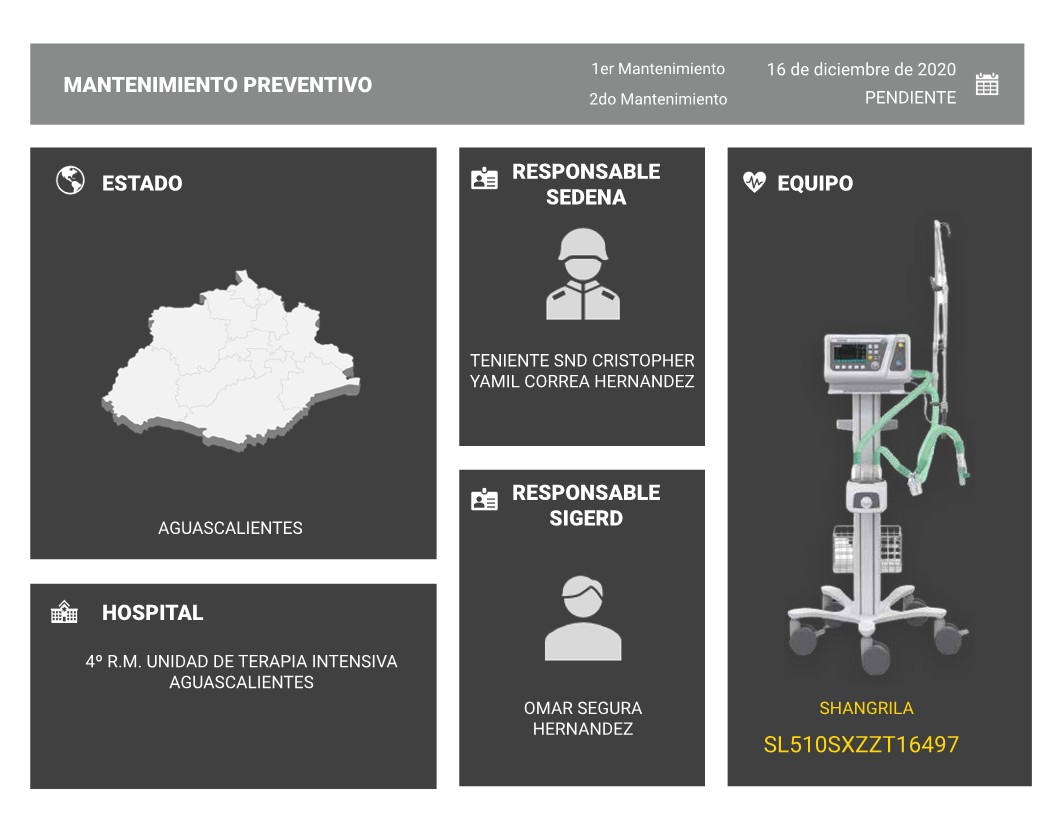 MANTENIMIENTO PREVENTIVO
1er Mantenimiento
16 de diciembre de 2020
2do Mantenimiento
PENDIENTE
ESTADO
AGUASCALIENTES
HOSPITAL
4º R.M. UNIDAD DE TERAPIA INTENSIVA
AGUASCALIENTES
RESPONSABLE
SEDENA
TENIENTE SND CRISTOPHER
YAMIL CORREA HERNANDEZ
RESPONSABLE
SIGERD
OMAR SEGURA
HERNANDEZ
EQUIPO
SHANGRILA
SL510SXZZT16497